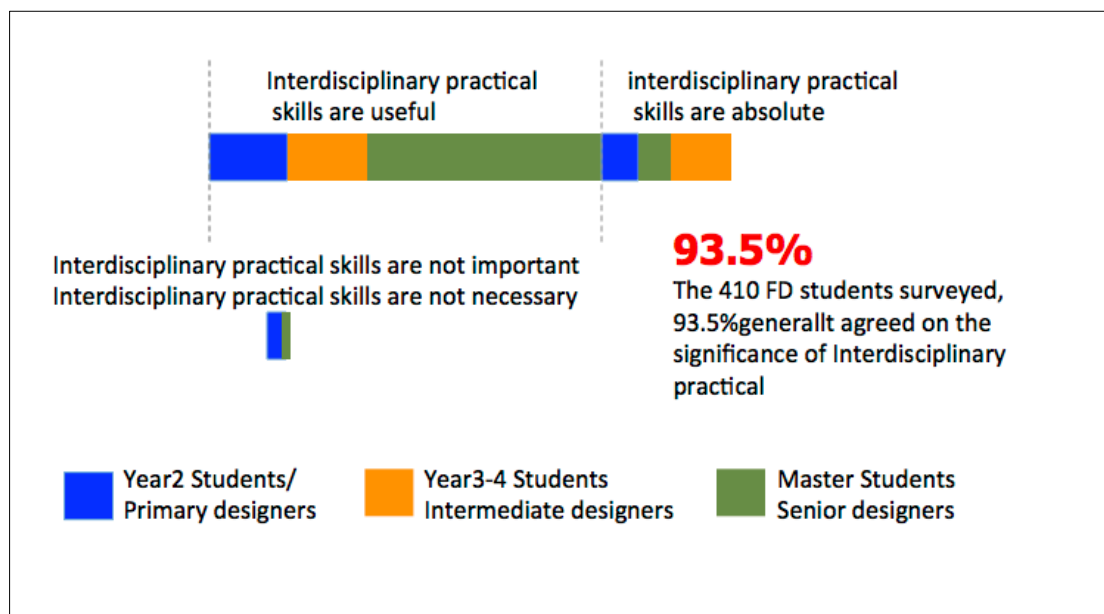 Interdisciplinary practical
skills are useful
interdisciplinary practical
skills are absolute
Interdisciplinary practical skills are not important
Interdisciplinary practical skills are not necessary
93.5%
The 410 FD students surveyed,
93.5%generallt agreed on the
significance of Interdisciplinary
practical
Year2 Students/
Primary designers
Year3-4 Students
Intermediate designers
Master Students
Senior designers